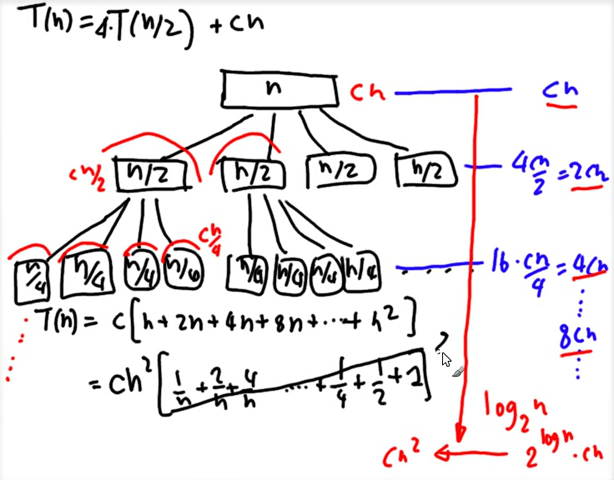 T(n) = 4·T(n/2) + cn
n cn cn
cn/2 n/2 n/2 n/2 n/2 4cn/2 = 2cn
cn/4
n/4 n/4 n/4 n/4 n/4 n/4 n/4 n/4 16·cn/4 = 4cn
T(n) = c[n + 2n + 4n + 8n + ... + n²]
8cn
= cn²[1/n + 2/n + 4/n .... + 1/4 + 1/2 + 1]
log₂n
cn² ← 2^logn · cn